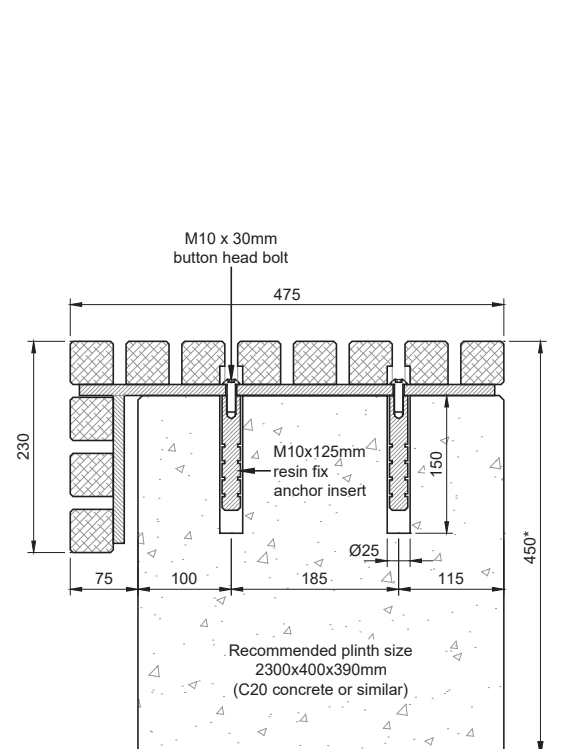 M10 x 30mm
button head bolt
475
230
M10x125mm
resin fix
anchor insert
150
450*
Ø25
75
100
185
115
Recommended plinth size
2300x400x390mm
(C20 concrete or similar)